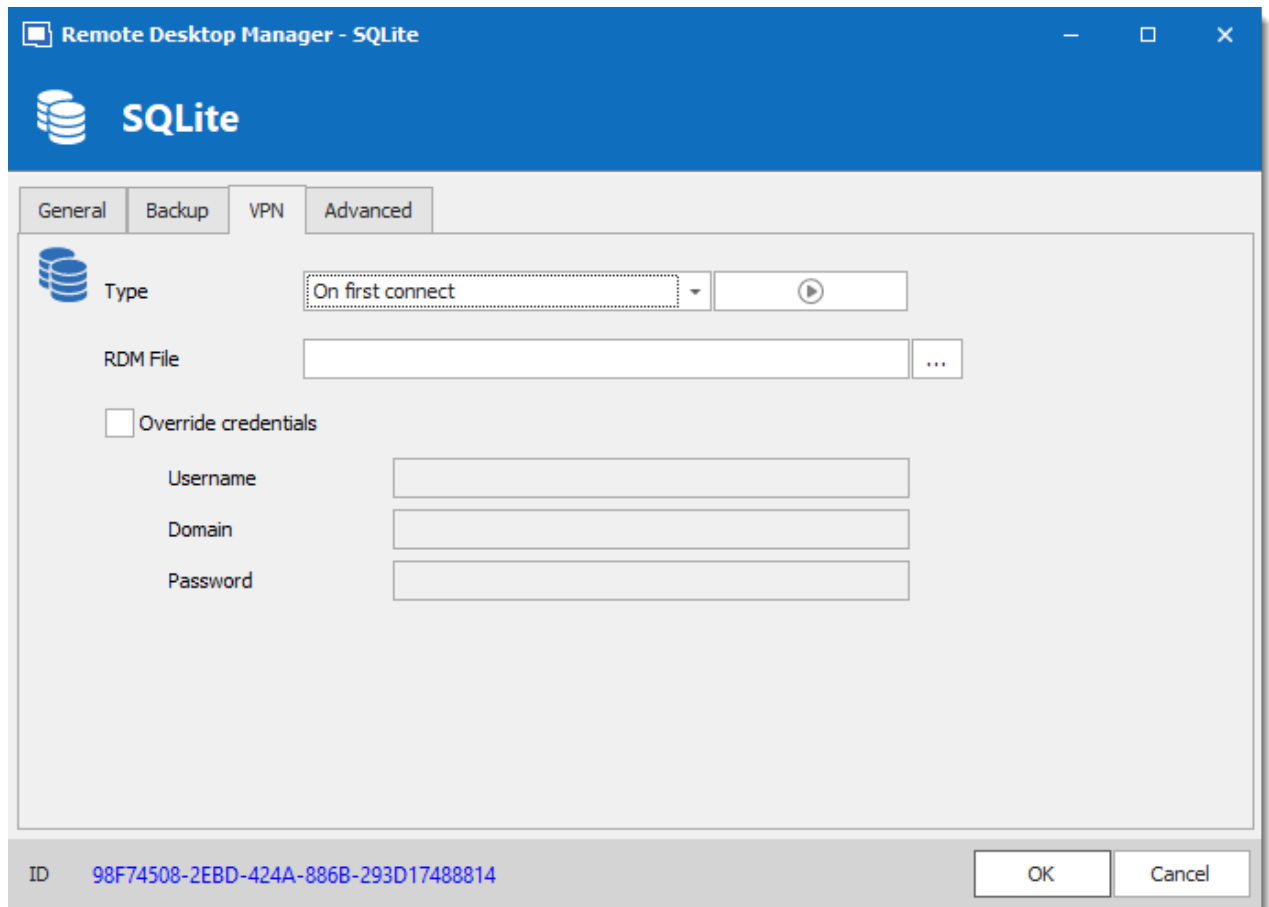 Remote Desktop Manager - SQLite
SQLite
General Backup VPN Advanced
Type On first connect
RDM File ...
Override credentials
Username
Domain
Password
ID 98F74508-2EBD-424A-886B-293D17488814 OK Cancel